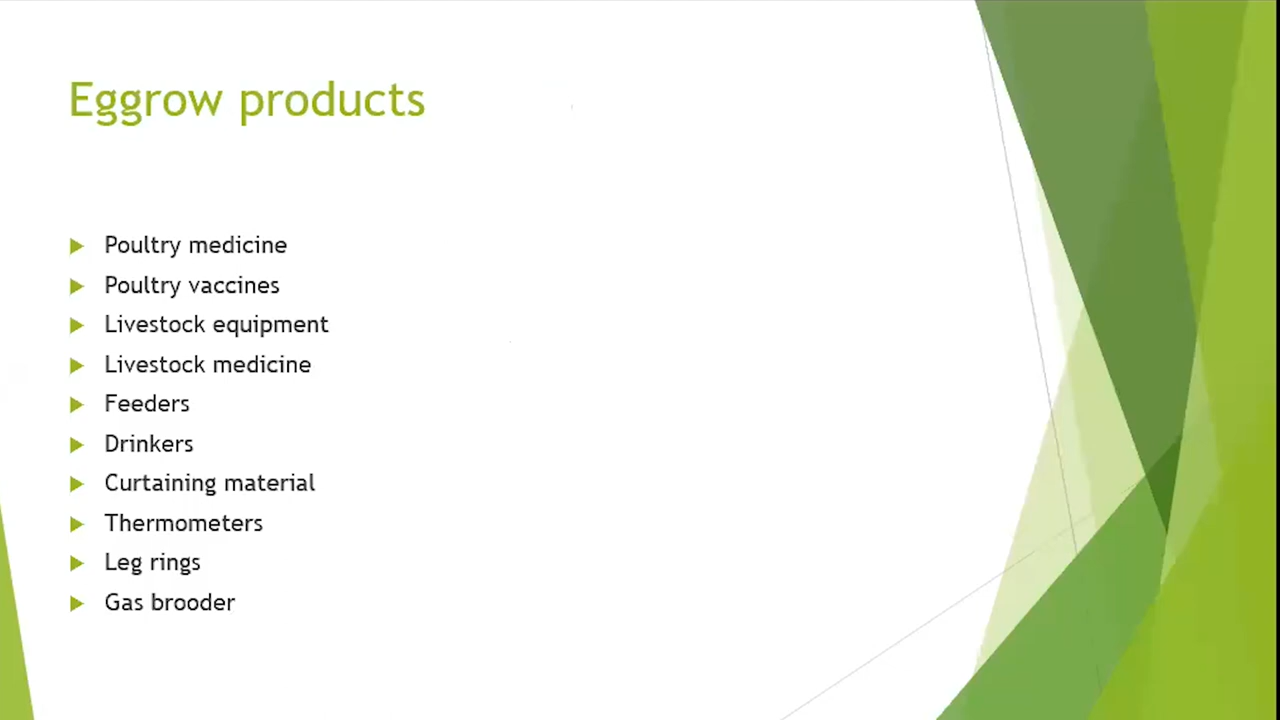 Eggrow products
Poultry medicine
Poultry vaccines
Livestock equipment
Livestock medicine
Feeders
Drinkers
Curtaining material
Thermometers
Leg rings
Gas brooder